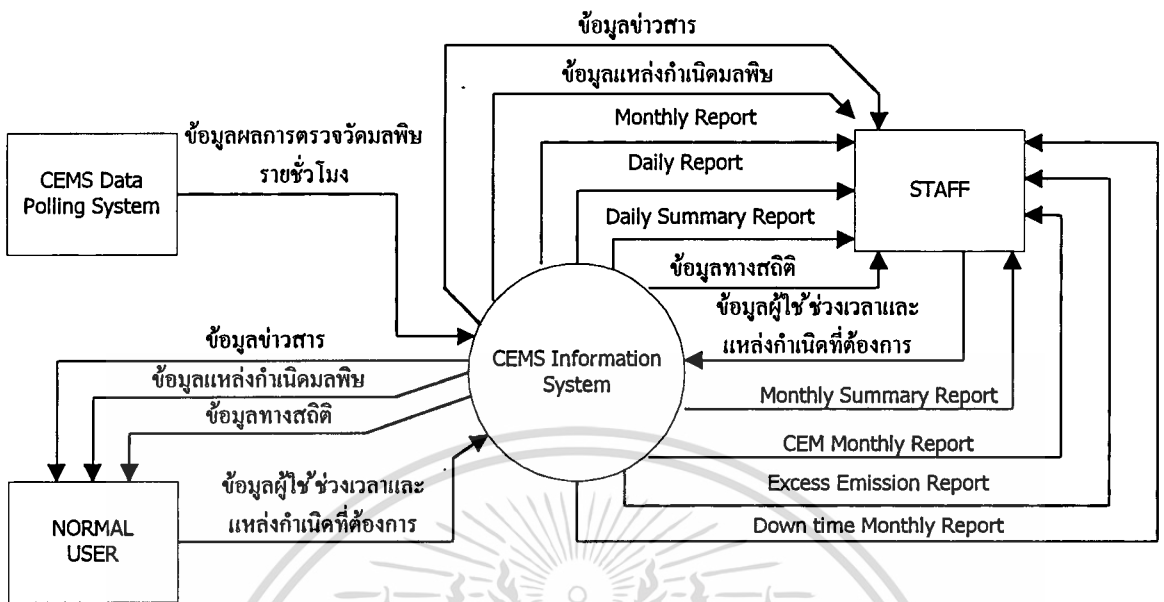 ข้อมูลข่าวสาร
ข้อมูลแหล่งกำเนิดมลพิษ
Monthly Report
Daily Report
Daily Summary Report
ข้อมูลทางสถิติ
ข้อมูลผู้ใช้ ช่วงเวลาและ
แหล่งกำเนิดที่ต้องการ
STAFF
ข้อมูลผลการตรวจวัดมลพิษ
รายชั่วโมง
CEMS Data
Polling System
CEMS Information
System
ข้อมูลข่าวสาร
ข้อมูลแหล่งกำเนิดมลพิษ
ข้อมูลทางสถิติ
ข้อมูลผู้ใช้ ช่วงเวลาและ
แหล่งกำเนิดที่ต้องการ
NORMAL
USER
Monthly Summary Report
CEM Monthly Report
Excess Emission Report
Down time Monthly Report